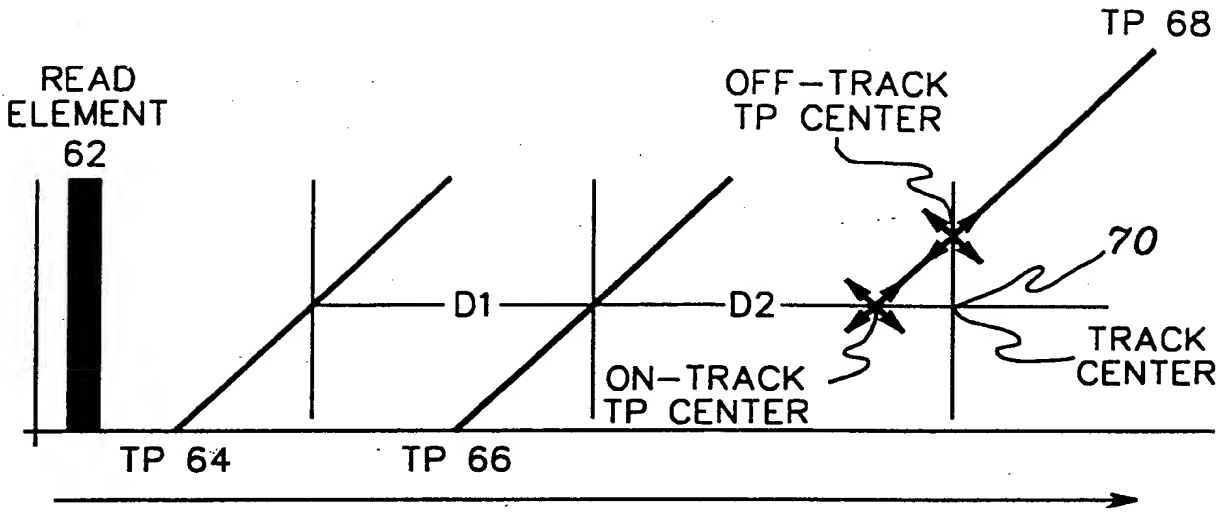 TP 68
READ
ELEMENT
62
OFF-TRACK
TP CENTER
70
D1
D2
TRACK
CENTER
ON-TRACK
TP CENTER
TP 64
TP 66